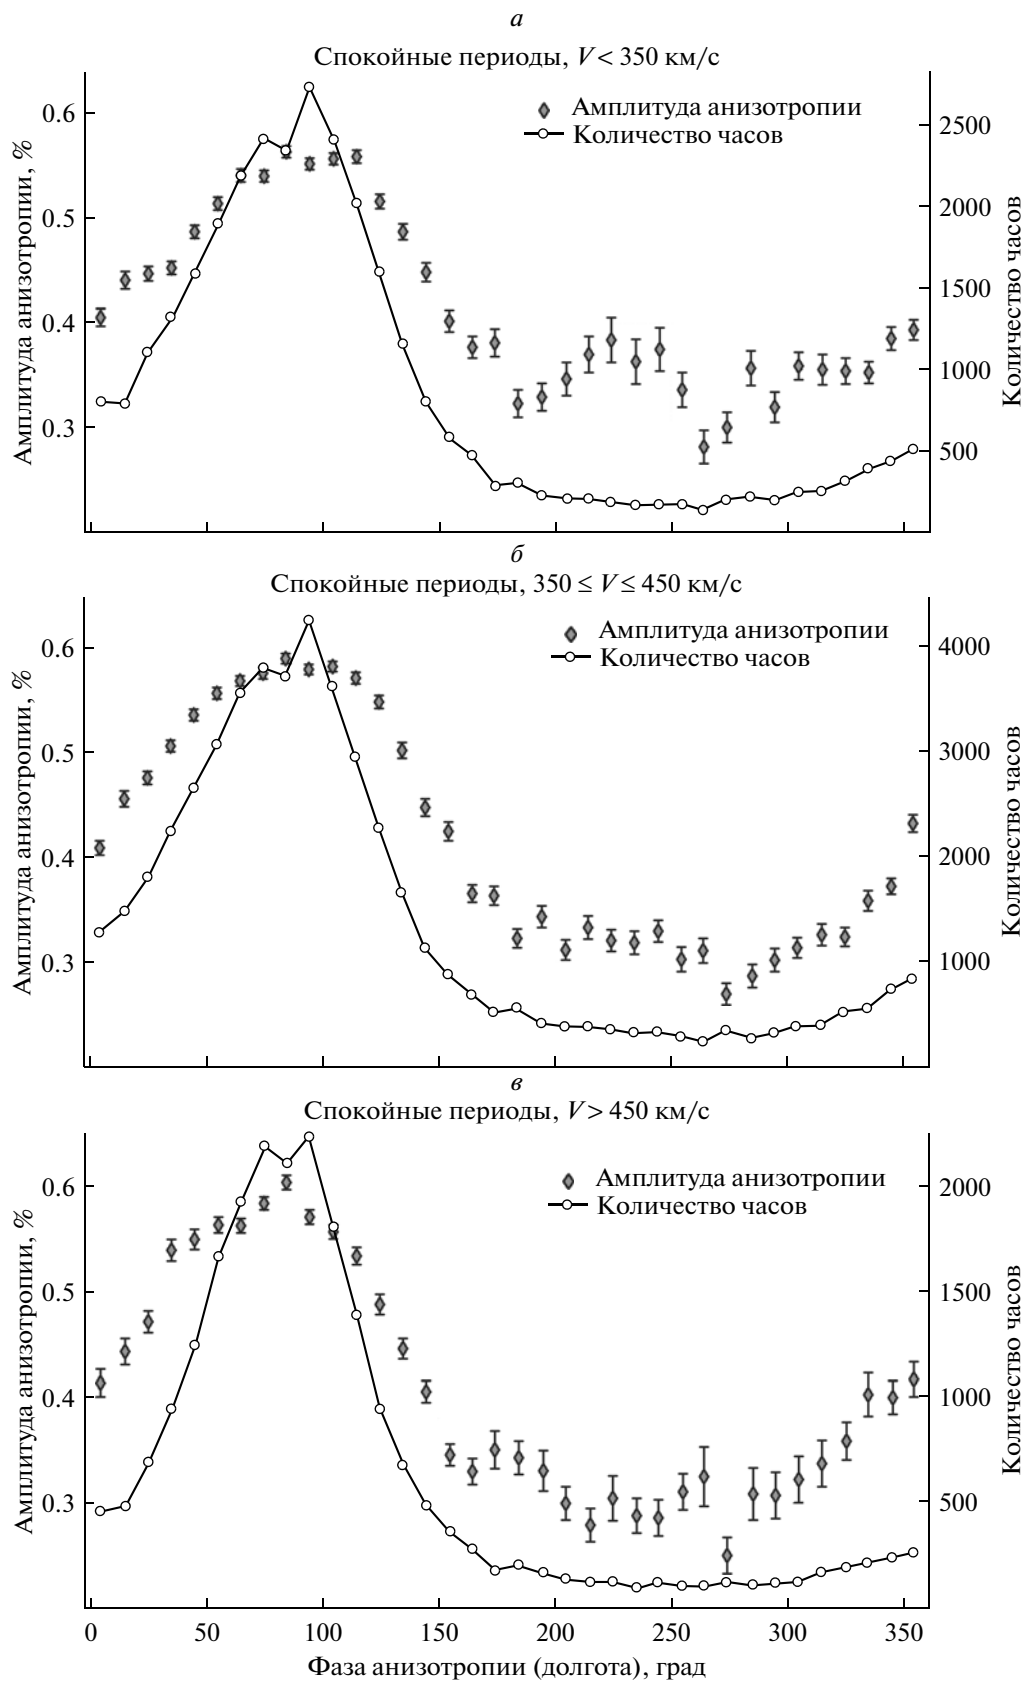 а
Спокойные периоды, V < 350 км/с
Амплитуда анизотропии
Количество часов
Амплитуда анизотропии, %
0.6
0.5
0.4
0.3
2500
2000
1500
1000
500
Количество часов
б
Спокойные периоды, 350 ≤ V ≤ 450 км/с
Амплитуда анизотропии
Количество часов
Амплитуда анизотропии, %
0.6
0.5
0.4
0.3
4000
3000
2000
1000
Количество часов
в
Спокойные периоды, V > 450 км/с
Амплитуда анизотропии
Количество часов
Амплитуда анизотропии, %
0.6
0.5
0.4
0.3
2000
1500
1000
500
Количество часов
0 50 100 150 200 250 300 350
Фаза анизотропии (долгота), град